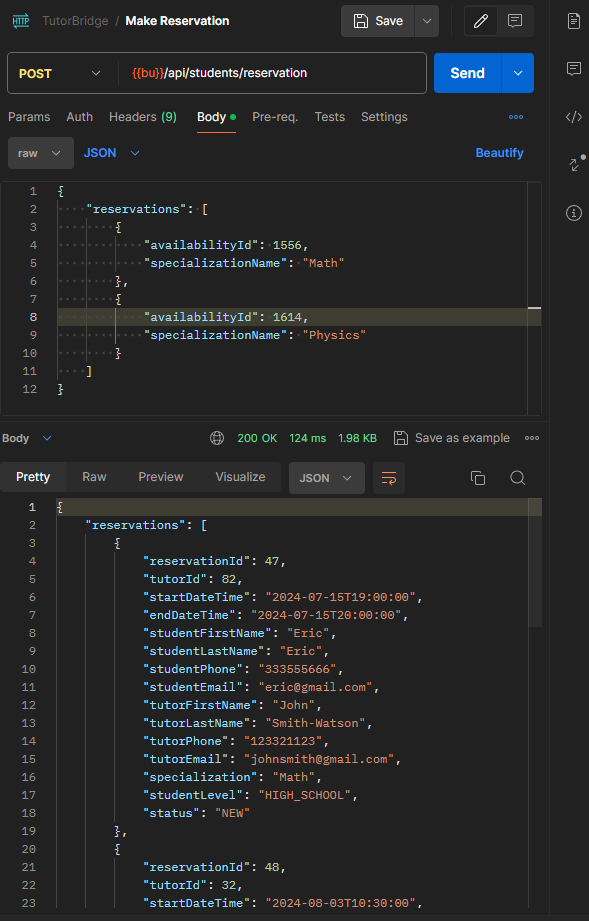 HTTP TutorBridge / Make Reservation Save
POST {{bu}}/api/students/reservation Send
Params Auth Headers (9) Body Pre-req. Tests Settings
raw JSON Beautify
1 {
2 "reservations": [
3 {
4 "availabilityId": 1556,
5 "specializationName": "Math"
6 },
7 {
8 "availabilityId": 1614,
9 "specializationName": "Physics"
10 }
11 ]
12 }
Body 200 OK 124 ms 1.98 KB Save as example
Pretty Raw Preview Visualize JSON
1 {
2 "reservations": [
3 {
4 "reservationId": 47,
5 "tutorId": 82,
6 "startDateTime": "2024-07-15T19:00:00",
7 "endDateTime": "2024-07-15T20:00:00",
8 "studentFirstName": "Eric",
9 "studentLastName": "Eric",
10 "studentPhone": "333555666",
11 "studentEmail": "eric@gmail.com",
12 "tutorFirstName": "John",
13 "tutorLastName": "Smith-Watson",
14 "tutorPhone": "123321123",
15 "tutorEmail": "johnsmith@gmail.com",
16 "specialization": "Math",
17 "studentLevel": "HIGH_SCHOOL",
18 "status": "NEW"
19 },
20 {
21 "reservationId": 48,
22 "tutorId": 32,
23 "startDateTime": "2024-08-03T10:30:00",